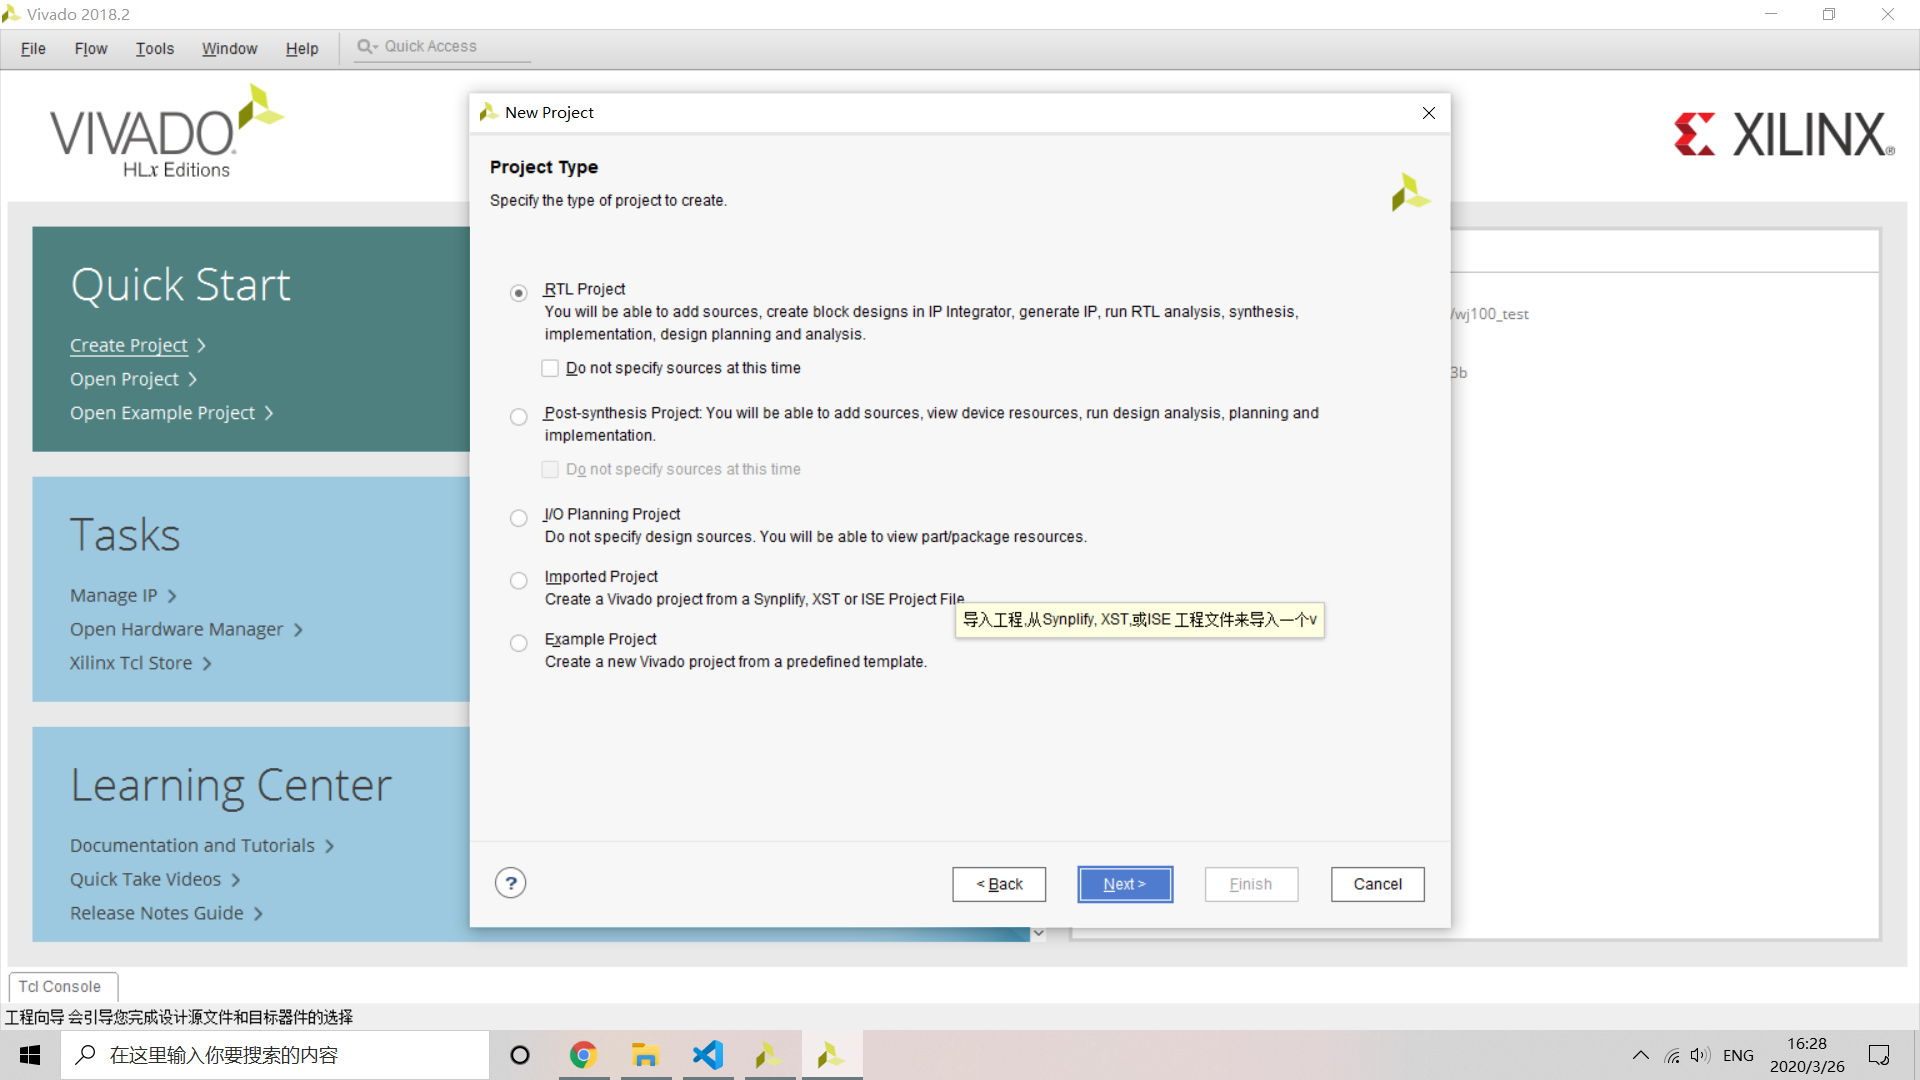 Vivado 2018.2
File Flow Tools Window Help Quick Access
VIVADO
HLx Editions
XILINX
New Project
Project Type
Specify the type of project to create.
RTL Project
You will be able to add sources, create block designs in IP Integrator, generate IP, run RTL analysis, synthesis,
implementation, design planning and analysis.
Do not specify sources at this time
Post-synthesis Project: You will be able to add sources, view device resources, run design analysis, planning and
implementation.
Do not specify sources at this time
I/O Planning Project
Do not specify design sources. You will be able to view part/package resources.
Imported Project
Create a Vivado project from a Synplify, XST or ISE Project File.
导入工程,从Synplify, XST,或ISE 工程文件来导入一个v
Example Project
Create a new Vivado project from a predefined template.
? < Back Next > Finish Cancel
Quick Start
Create Project >
Open Project >
Open Example Project >
Tasks
Manage IP >
Open Hardware Manager >
Xilinx Tcl Store >
Learning Center
Documentation and Tutorials >
Quick Take Videos >
Release Notes Guide >
/wj100_test
3b
Tcl Console
工程向导 会引导您完成设计源文件和目标器件的选择
在这里输入你要搜索的内容
ENG
16:28
2020/3/26